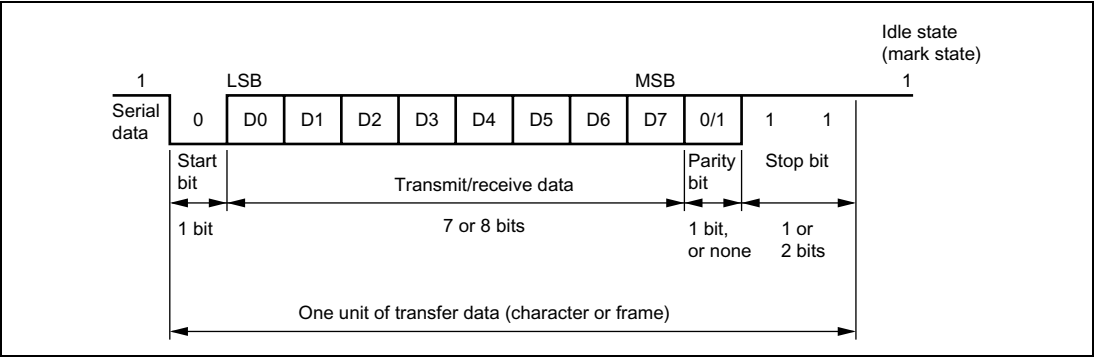 Idle state
(mark state)
1 LSB MSB 1
Serial
data
0 D0 D1 D2 D3 D4 D5 D6 D7 0/1 1 1
Start
bit
Transmit/receive data
Parity
bit
Stop bit
1 bit
7 or 8 bits
1 bit,
or none
1 or
2 bits
One unit of transfer data (character or frame)